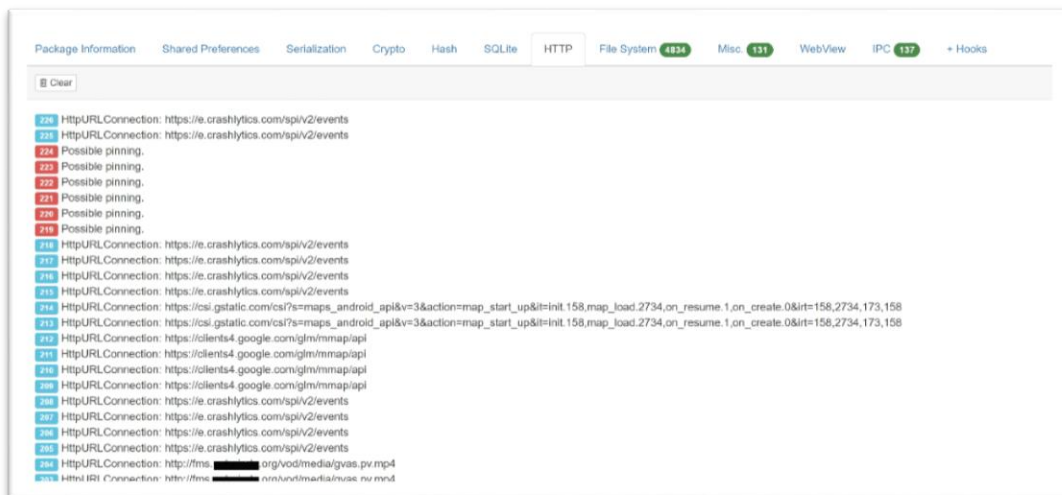 Package Information Shared Preferences Serialization Crypto Hash SQLite HTTP File System 4834 Misc. 131 WebView IPC 137 + Hooks
Clear
226 HttpURLConnection: https://e.crashlytics.com/spi/v2/events
225 HttpURLConnection: https://e.crashlytics.com/spi/v2/events
224 Possible pinning.
223 Possible pinning.
222 Possible pinning.
221 Possible pinning.
220 Possible pinning.
219 Possible pinning.
218 HttpURLConnection: https://e.crashlytics.com/spi/v2/events
217 HttpURLConnection: https://e.crashlytics.com/spi/v2/events
216 HttpURLConnection: https://e.crashlytics.com/spi/v2/events
215 HttpURLConnection: https://e.crashlytics.com/spi/v2/events
214 HttpURLConnection: https://csi.gstatic.com/csi?s=maps_android_api&v=3&action=map_start_up&it=init.158,map_load.2734,on_resume.1,on_create.0&irt=158,2734,173,158
213 HttpURLConnection: https://csi.gstatic.com/csi?s=maps_android_api&v=3&action=map_start_up&it=init.158,map_load.2734,on_resume.1,on_create.0&irt=158,2734,173,158
212 HttpURLConnection: https://clients4.google.com/glm/mmap/api
211 HttpURLConnection: https://clients4.google.com/glm/mmap/api
210 HttpURLConnection: https://clients4.google.com/glm/mmap/api
209 HttpURLConnection: https://clients4.google.com/glm/mmap/api
208 HttpURLConnection: https://e.crashlytics.com/spi/v2/events
207 HttpURLConnection: https://e.crashlytics.com/spi/v2/events
206 HttpURLConnection: https://e.crashlytics.com/spi/v2/events
205 HttpURLConnection: https://e.crashlytics.com/spi/v2/events
204 HttpURLConnection: http://fms. .org/vod/media/gvas.pv.mp4
203 HttpURLConnection: http://fms. .org/vod/media/gvas.pv.mp4